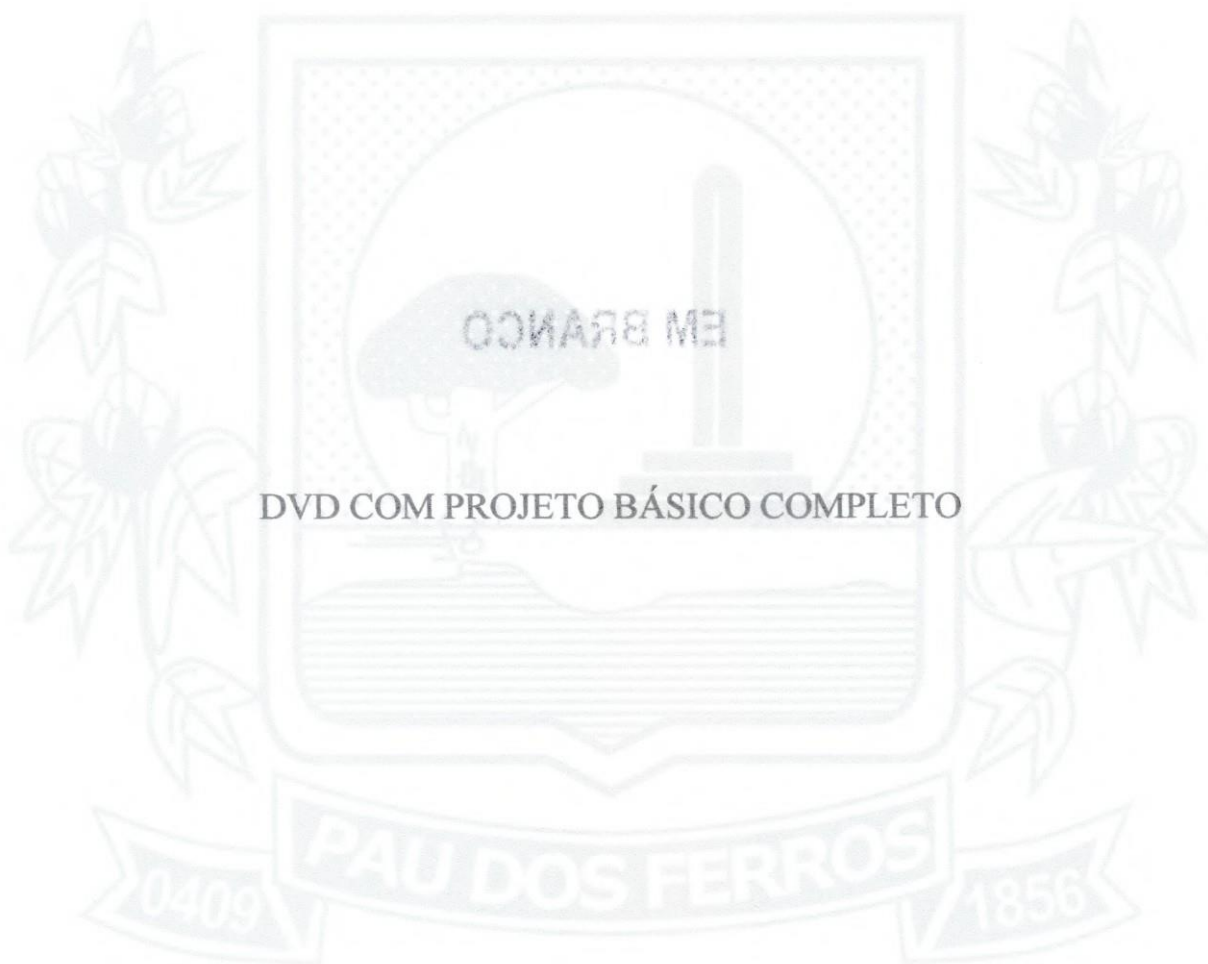 EM BRANCO
DVD COM PROJETO BÁSICO COMPLETO
PAU DOS FERROS
0409
1856